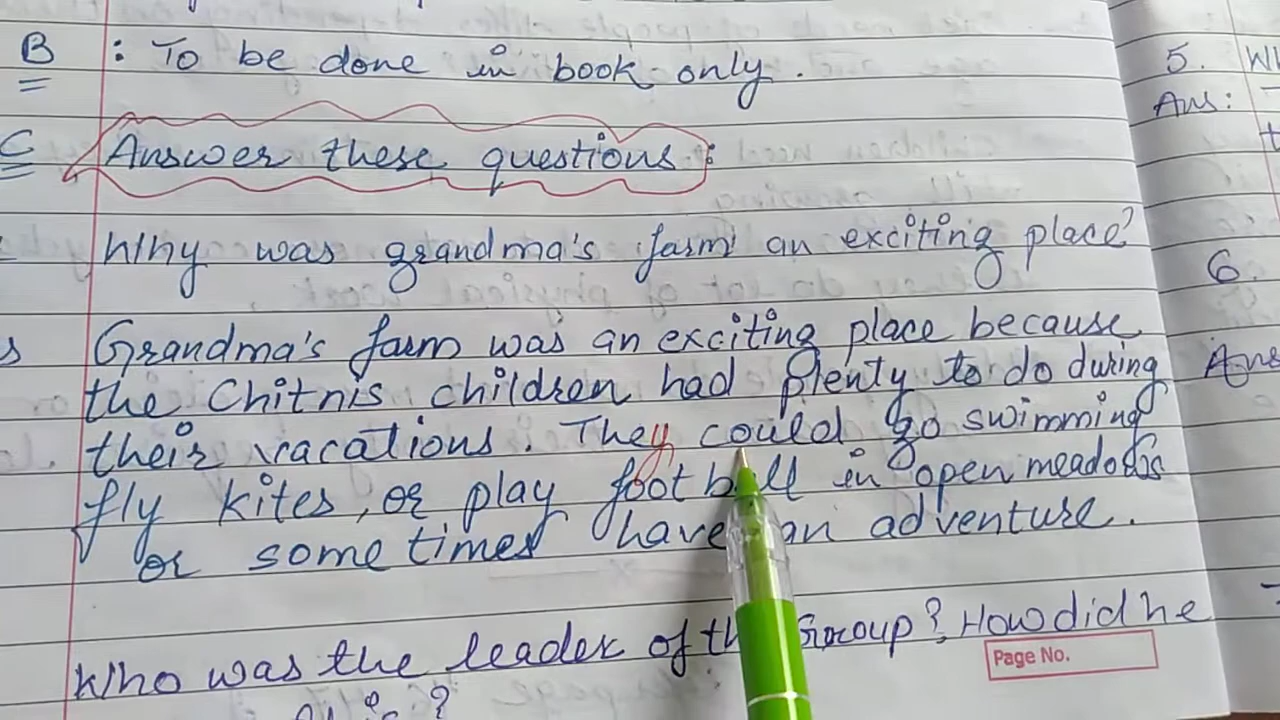 B : To be done in book only.
C Answer these questions :
Why was grandma's farm an exciting place?
Grandma's farm was an exciting place because
the Chitnis children had plenty to do during
their vacations. They could go swimming
fly kites, or play football in open meadows
or sometimes have an adventure.
Who was the leader of the Group? How did he
?
Page No.
5. Wh
Ans:
t
6.
Ans